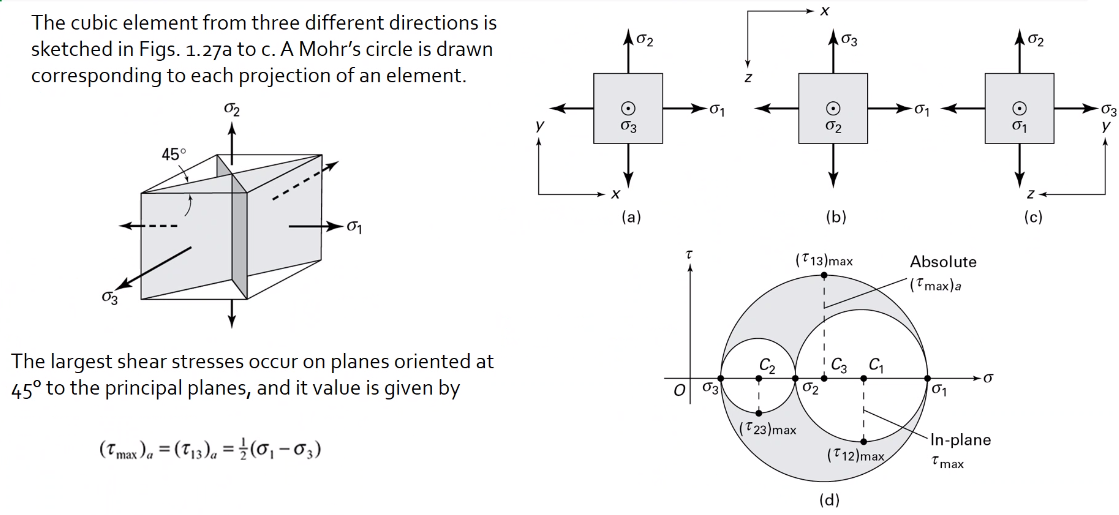 The cubic element from three different directions is
sketched in Figs. 1.27a to c. A Mohr's circle is drawn
corresponding to each projection of an element.
σ2
45°
σ1
σ3
The largest shear stresses occur on planes oriented at
45° to the principal planes, and it value is given by
(τmax)a = (τ13)a = ½(σ1 − σ3)
σ2
σ3
σ1
y
x
(a)
x
z
σ3
σ2
σ1
(b)
σ2
σ1
σ3
y
z
(c)
τ
(τ13)max
Absolute
(τmax)a
C2
C3
C1
O
σ3
σ2
σ1
σ
(τ23)max
(τ12)max
In-plane
τmax
(d)